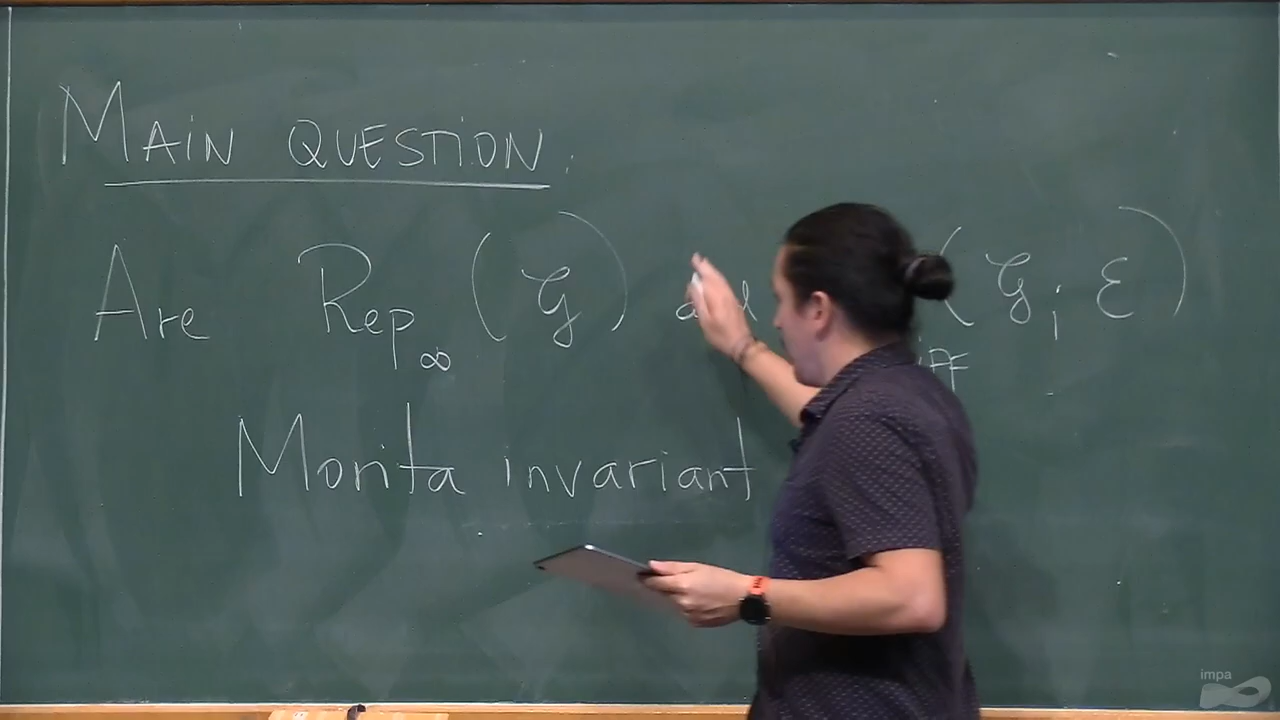 MAIN QUESTION:
Are Rep∞ (𝒢) and (𝒢; ℰ)
Morita invariant
impa